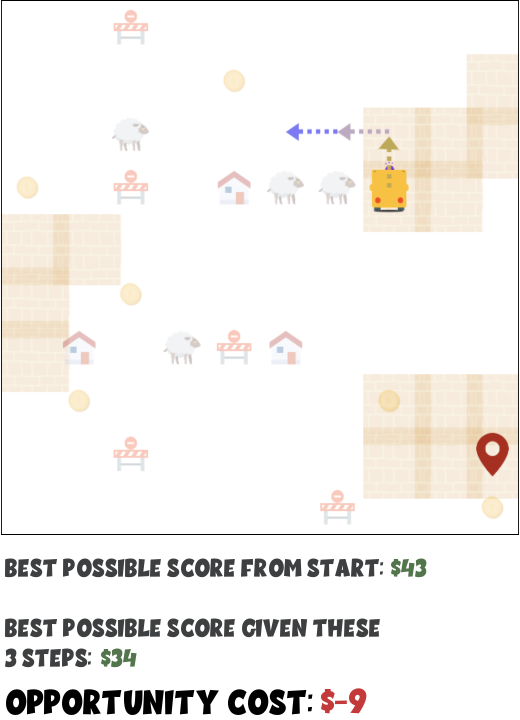 BEST POSSIBLE SCORE FROM START: $43
BEST POSSIBLE SCORE GIVEN THESE
3 STEPS: $34
OPPORTUNITY COST: $-9